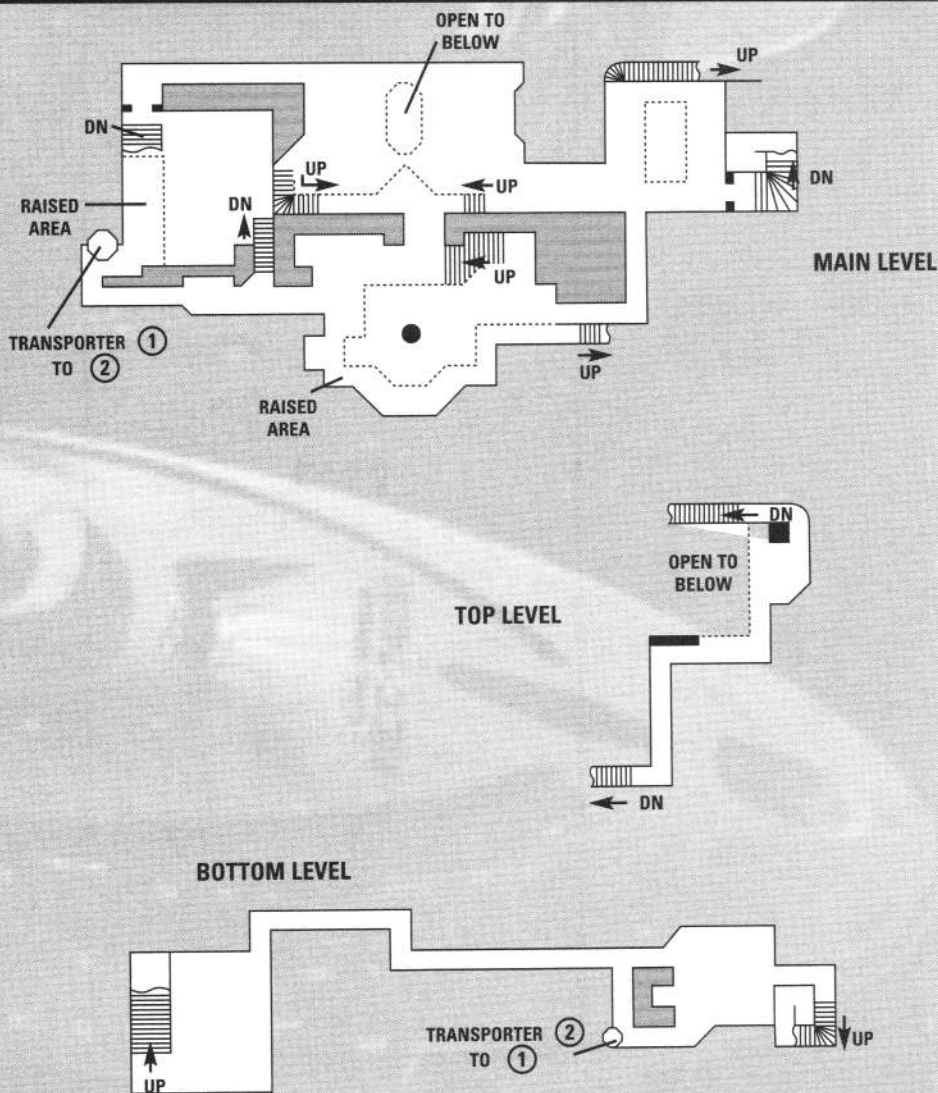 OPEN TO
BELOW
UP
DN
UP
UP
DN
RAISED
AREA
DN
UP
MAIN LEVEL
TRANSPORTER ①
TO ②
UP
RAISED
AREA
DN
OPEN TO
BELOW
TOP LEVEL
DN
BOTTOM LEVEL
TRANSPORTER ②
TO ①
UP
UP